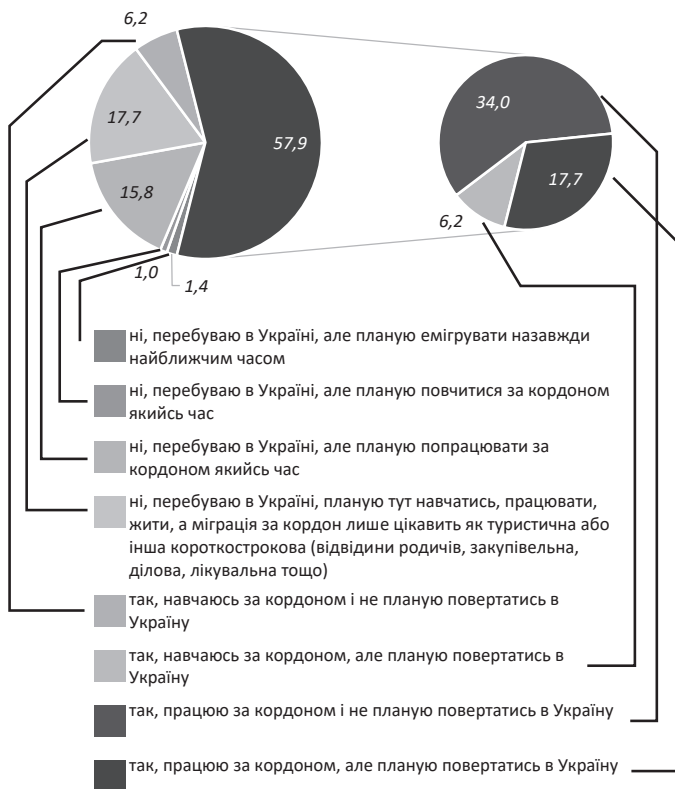 6,2
17,7
57,9
15,8
1,0
1,4
34,0
17,7
6,2
ні, перебуваю в Україні, але планую емігрувати назавжди
найближчим часом
ні, перебуваю в Україні, але планую повчитися за кордоном
якийсь час
ні, перебуваю в Україні, але планую попрацювати за
кордоном якийсь час
ні, перебуваю в Україні, планую тут навчатись, працювати,
жити, а міграція за кордон лише цікавить як туристична або
інша короткострокова (відвідини родичів, закупівельна,
ділова, лікувальна тощо)
так, навчаюсь за кордоном і не планую повертатись в
Україну
так, навчаюсь за кордоном, але планую повертатись в
Україну
так, працюю за кордоном і не планую повертатись в Україну
так, працюю за кордоном, але планую повертатись в Україну